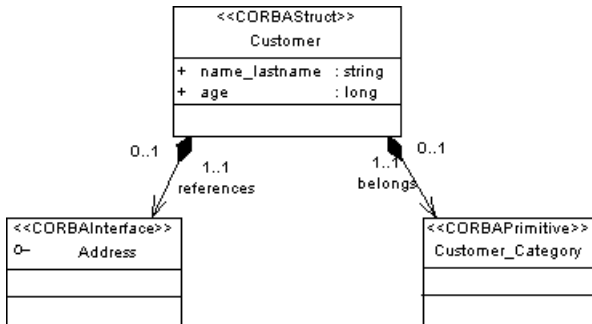 <<CORBAStruct>>
Customer
+ name_lastname : string
+ age : long
0..1
1..1
references
0..1
1..1
belongs
<<CORBAInterface>>
Address
<<CORBAPrimitive>>
Customer_Category